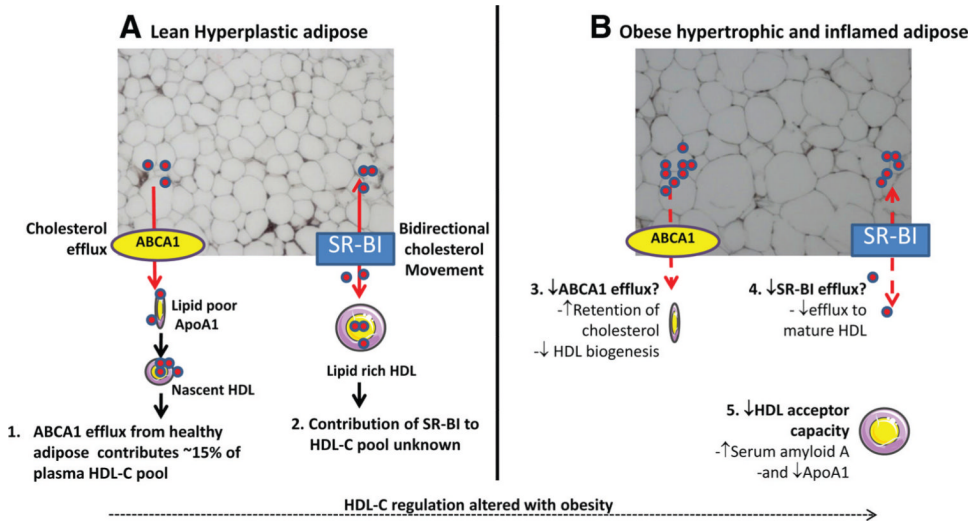 A Lean Hyperplastic adipose
Cholesterol
efflux
ABCA1
SR-BI
Bidirectional
cholesterol
Movement
Lipid poor
ApoA1
Nascent HDL
Lipid rich HDL
1. ABCA1 efflux from healthy
adipose contributes ~15% of
plasma HDL-C pool
2. Contribution of SR-BI to
HDL-C pool unknown
B Obese hypertrophic and inflamed adipose
ABCA1
SR-BI
3. ↓ABCA1 efflux?
-↑Retention of
cholesterol
-↓ HDL biogenesis
4. ↓SR-BI efflux?
- ↓efflux to
mature HDL
5. ↓HDL acceptor
capacity
-↑Serum amyloid A
-and ↓ApoA1
HDL-C regulation altered with obesity